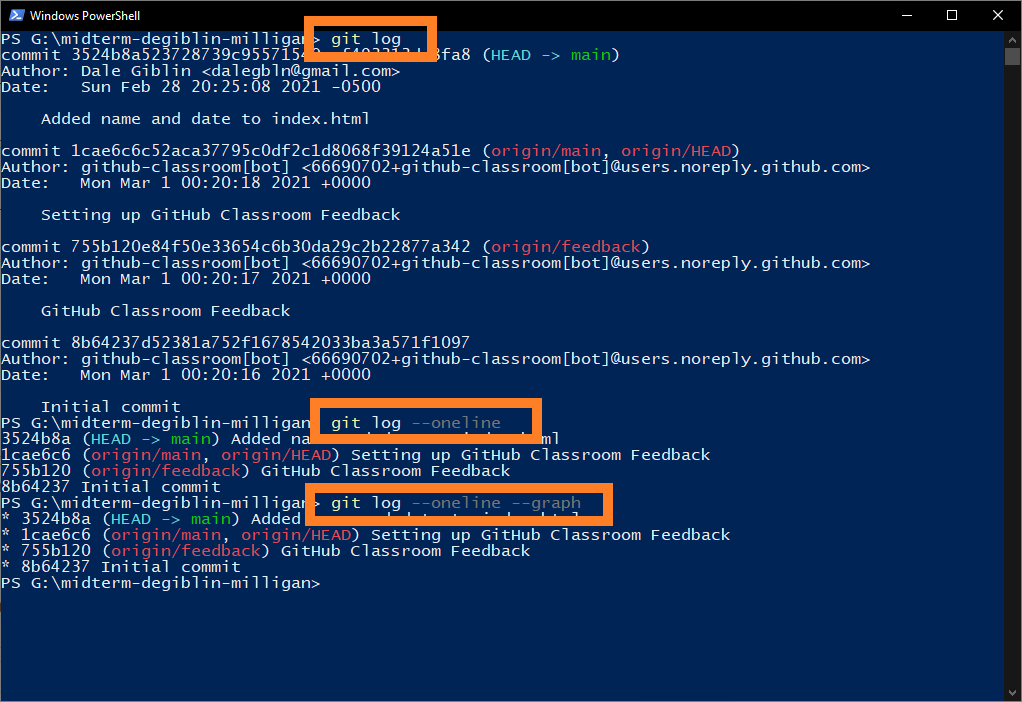 Windows PowerShell
PS G:\midterm-degiblin-milligan> git log
commit (HEAD -> main)
Author: Dale Giblin <dalegbln@gmail.com>
Date:   Sun Feb 28 20:25:08 2021 -0500
Added name and date to index.html
commit 1cae6c6c52aca37795c0df2c1d8068f39124a51e (origin/main, origin/HEAD)
Author: github-classroom[bot] <66690702+github-classroom[bot]@users.noreply.github.com>
Date:   Mon Mar 1 00:20:18 2021 +0000
Setting up GitHub Classroom Feedback
commit 755b120e84f50e33654c6b30da29c2b22877a342 (origin/feedback)
Author: github-classroom[bot] <66690702+github-classroom[bot]@users.noreply.github.com>
Date:   Mon Mar 1 00:20:17 2021 +0000
GitHub Classroom Feedback
commit 8b64237d52381a752f1678542033ba3a571f1097
Author: github-classroom[bot] <66690702+github-classroom[bot]@users.noreply.github.com>
Date:   Mon Mar 1 00:20:16 2021 +0000
Initial commit
PS G:\midterm-degiblin-milligan> git log --oneline
3524b8a (HEAD -> main) Added
1cae6c6 (origin/main, origin/HEAD) Setting up GitHub Classroom Feedback
755b120 (origin/feedback) GitHub Classroom Feedback
8b64237 Initial commit
PS G:\midterm-degiblin-milligan> git log --oneline --graph
* 3524b8a (HEAD -> main) Added
* 1cae6c6 (origin/main, origin/HEAD) Setting up GitHub Classroom Feedback
* 755b120 (origin/feedback) GitHub Classroom Feedback
* 8b64237 Initial commit
PS G:\midterm-degiblin-milligan>